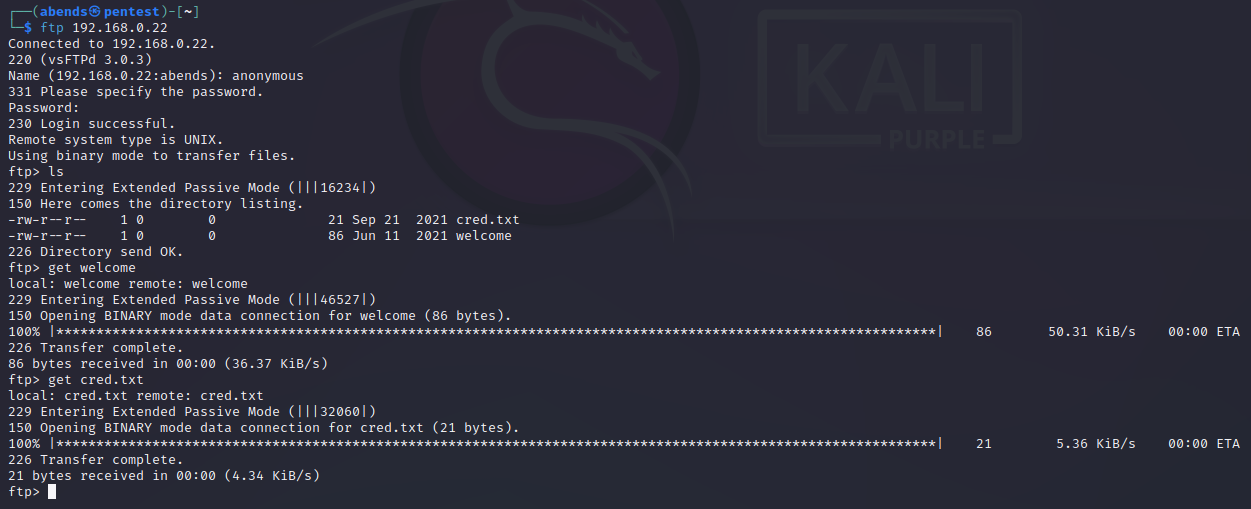 ┌──(abends㉿pentest)-[~]
└─$ ftp 192.168.0.22
Connected to 192.168.0.22.
220 (vsFTPd 3.0.3)
Name (192.168.0.22:abends): anonymous
331 Please specify the password.
Password:
230 Login successful.
Remote system type is UNIX.
Using binary mode to transfer files.
ftp> ls
229 Entering Extended Passive Mode (|||16234|)
150 Here comes the directory listing.
-rw-r--r--    1 0        0              21 Sep 21  2021 cred.txt
-rw-r--r--    1 0        0              86 Jun 11  2021 welcome
226 Directory send OK.
ftp> get welcome
local: welcome remote: welcome
229 Entering Extended Passive Mode (|||46527|)
150 Opening BINARY mode data connection for welcome (86 bytes).
100% |**************************************************************************************************************|    86       50.31 KiB/s    00:00 ETA
226 Transfer complete.
86 bytes received in 00:00 (36.37 KiB/s)
ftp> get cred.txt
local: cred.txt remote: cred.txt
229 Entering Extended Passive Mode (|||32060|)
150 Opening BINARY mode data connection for cred.txt (21 bytes).
100% |**************************************************************************************************************|    21        5.36 KiB/s    00:00 ETA
226 Transfer complete.
21 bytes received in 00:00 (4.34 KiB/s)
ftp>
KALI
PURPLE